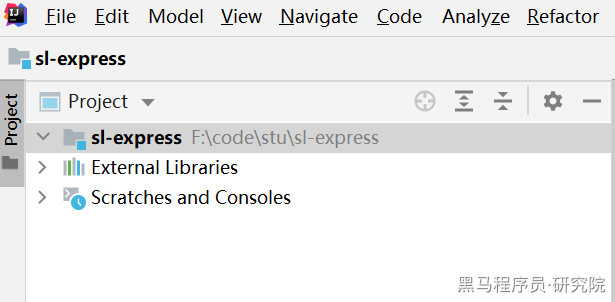 File Edit Model View Navigate Code Analyze Refactor
sl-express
Project
Project
sl-express F:\code\stu\sl-express
External Libraries
Scratches and Consoles
黑马程序员·研究院